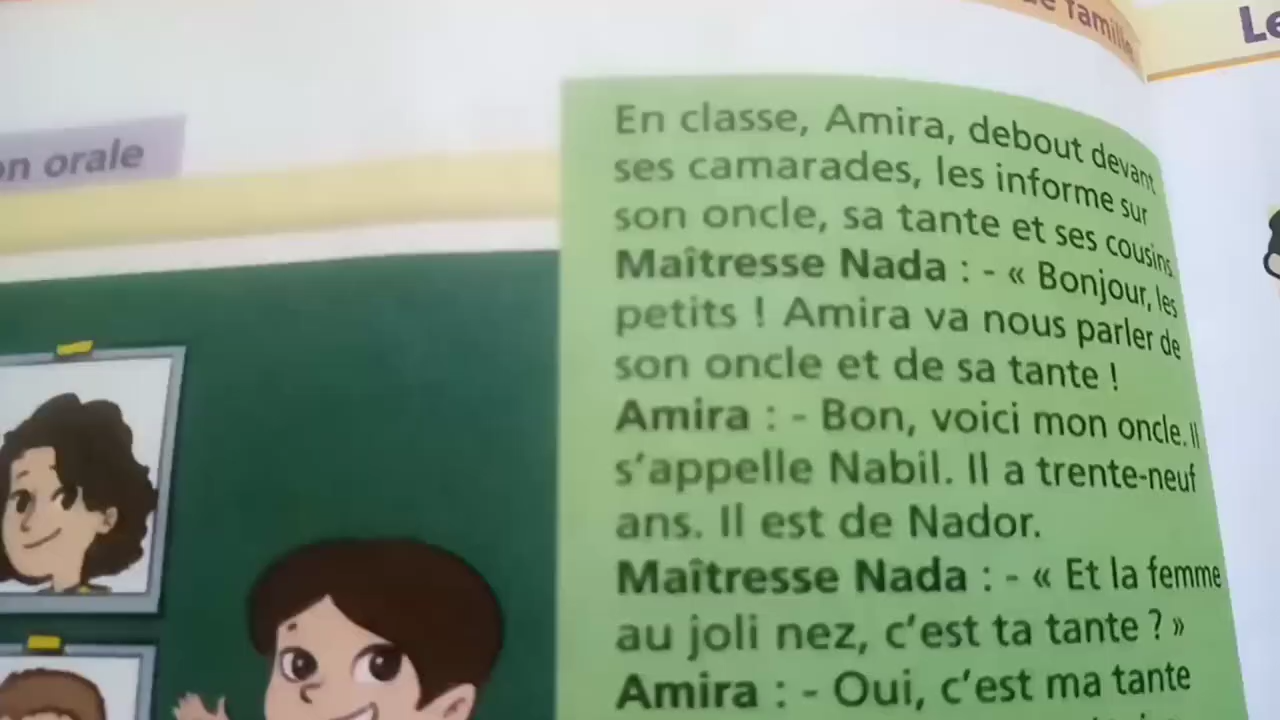 de famille
Le
on orale
En classe, Amira, debout devant
ses camarades, les informe sur
son oncle, sa tante et ses cousins.
Maîtresse Nada : - « Bonjour, les
petits ! Amira va nous parler de
son oncle et de sa tante !
Amira : - Bon, voici mon oncle. Il
s'appelle Nabil. Il a trente-neuf
ans. Il est de Nador.
Maîtresse Nada : - « Et la femme
au joli nez, c'est ta tante ? »
Amira : - Oui, c'est ma tante